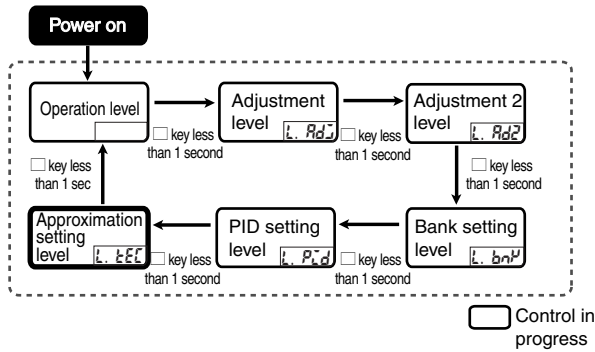 Power on
Operation level
Adjustment
level
L. AdJ
Adjustment 2
level
L. Ad2
key less
than 1 second
key less
than 1 second
key less
than 1 sec
key less
than 1 second
Approximation
setting
level
L. tEC
PID setting
level
L. PId
Bank setting
level
L. bnK
key less
than 1 second
key less
than 1 second
Control in
progress